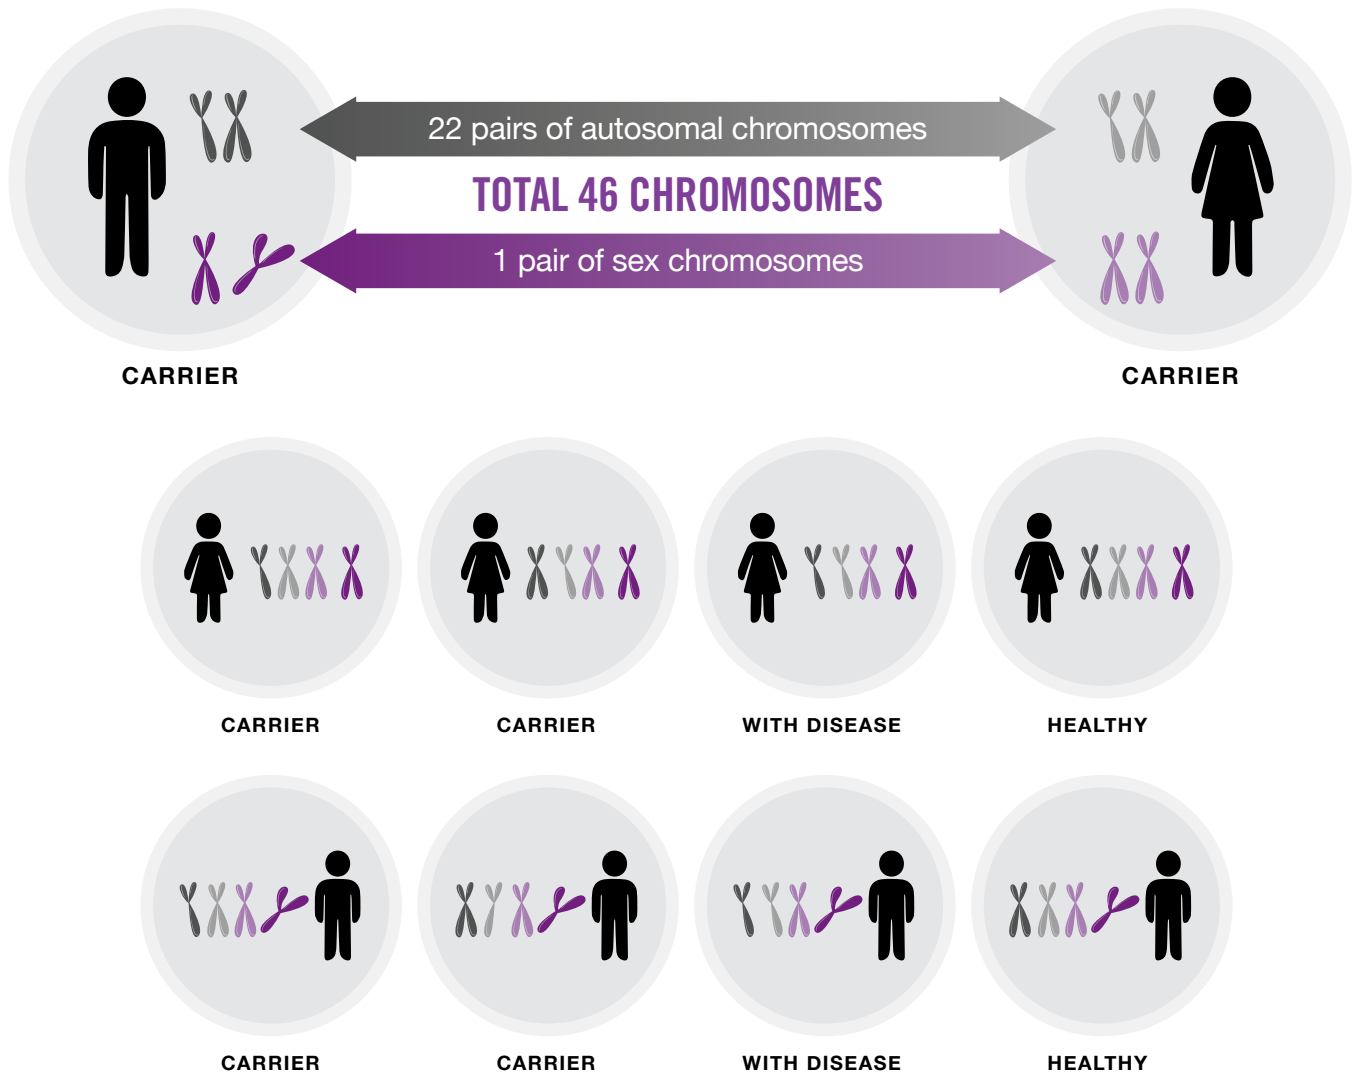 22 pairs of autosomal chromosomes
TOTAL 46 CHROMOSOMES
1 pair of sex chromosomes
CARRIER
CARRIER
CARRIER
CARRIER
WITH DISEASE
HEALTHY
CARRIER
CARRIER
WITH DISEASE
HEALTHY